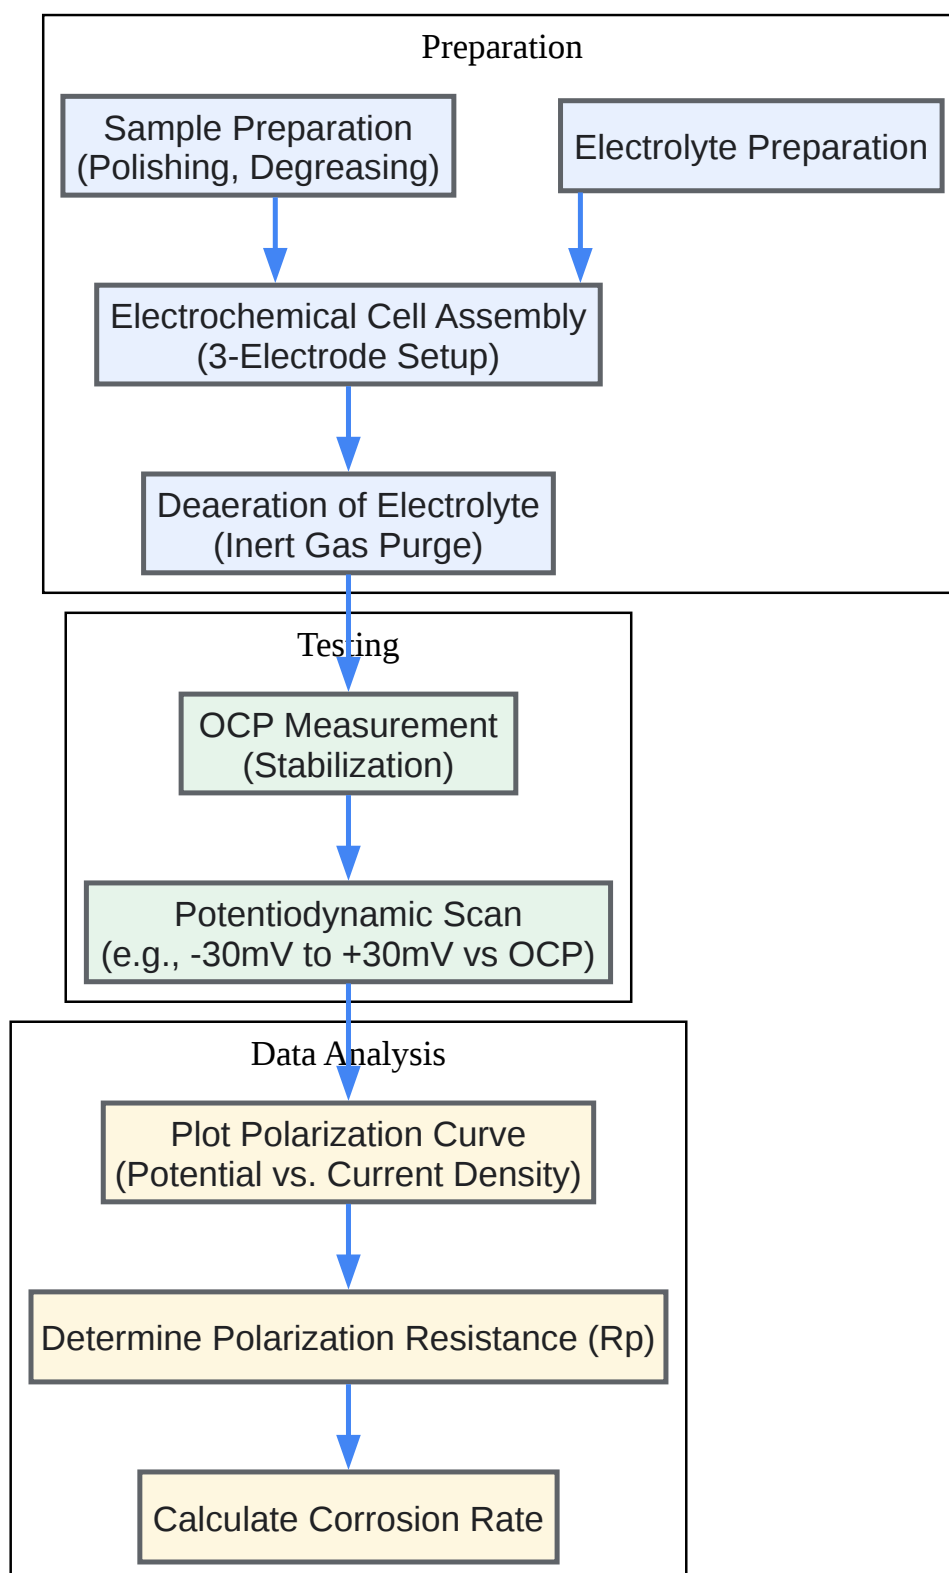 Preparation
Sample Preparation
(Polishing, Degreasing)
Electrolyte Preparation
Electrochemical Cell Assembly
(3-Electrode Setup)
Deaeration of Electrolyte
(Inert Gas Purge)
Testing
OCP Measurement
(Stabilization)
Potentiodynamic Scan
(e.g., -30mV to +30mV vs OCP)
Data Analysis
Plot Polarization Curve
(Potential vs. Current Density)
Determine Polarization Resistance (Rp)
Calculate Corrosion Rate